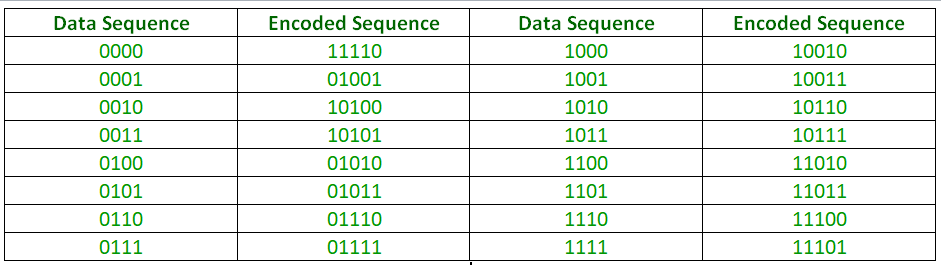 Data Sequence Encoded Sequence Data Sequence Encoded Sequence
0000 11110 1000 10010
0001 01001 1001 10011
0010 10100 1010 10110
0011 10101 1011 10111
0100 01010 1100 11010
0101 01011 1101 11011
0110 01110 1110 11100
0111 01111 1111 11101